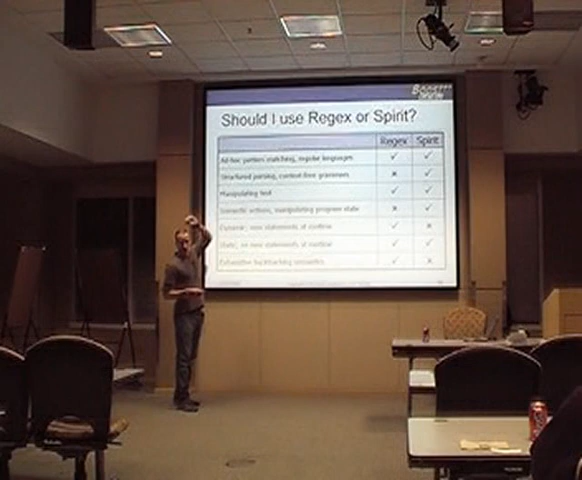 Boost
Should I use Regex or Spirit?
Regex Spirit
Ad-hoc pattern matching, regular languages ✓ ✓
Structured parsing, context-free grammars × ✓
Manipulating text ✓ ✓
Semantic actions, manipulating program state × ✓
Dynamic, new statements at runtime ✓ ×
Static, no new statements at runtime ✓ ✓
Exhaustive backtracking semantics ✓ ×